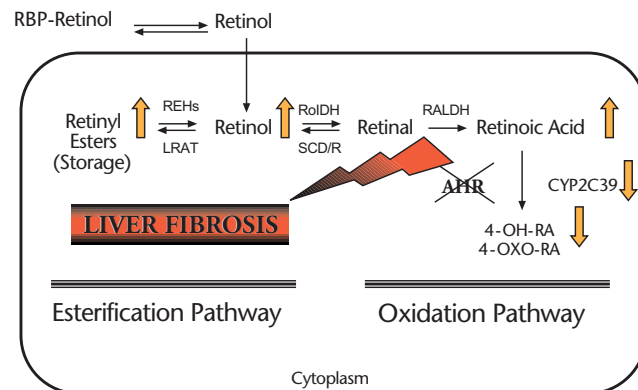 RBP-Retinol Retinol
REHs RolDH RALDH
Retinyl
Esters
(Storage)
Retinol Retinal Retinoic Acid
LRAT SCD/R
AHR CYP2C39
LIVER FIBROSIS
4-OH-RA
4-OXO-RA
Esterification Pathway Oxidation Pathway
Cytoplasm